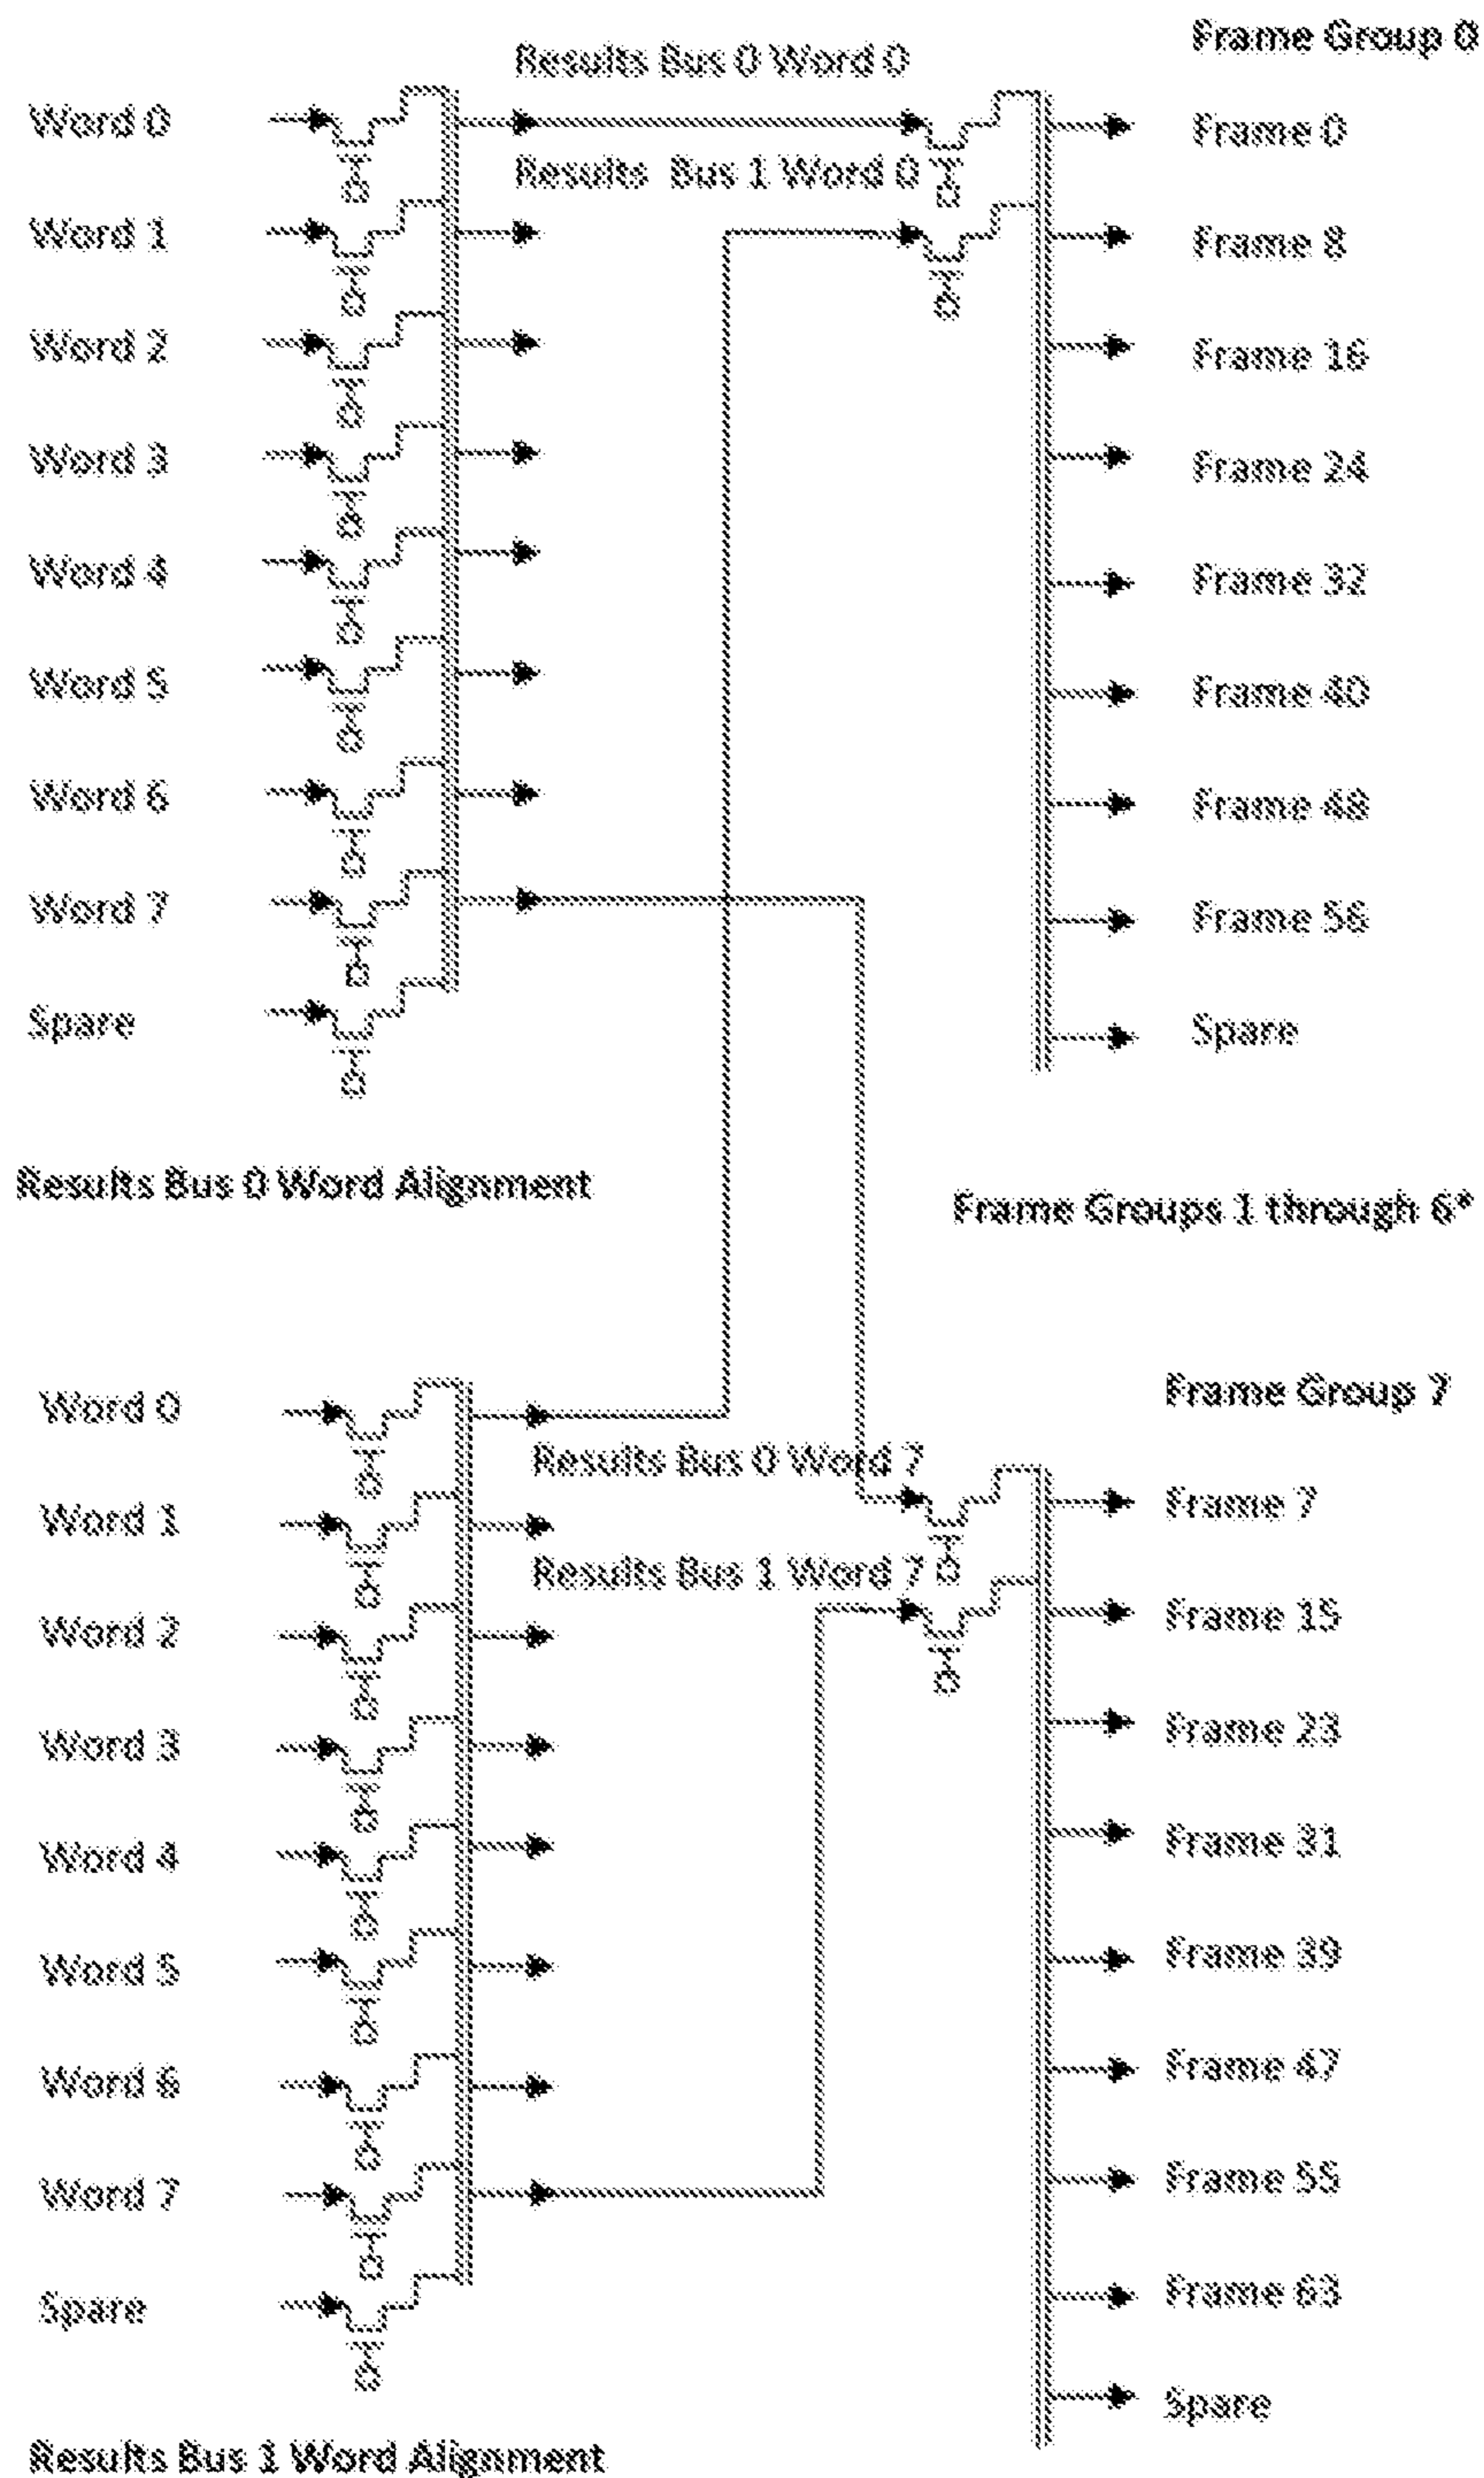 Frame Group 0
Results Bus 0 Word 0
Word 0
Frame 0
Results Bus 1 Word 0
Word 1
Frame 8
Word 2
Frame 16
Word 3
Frame 24
Word 4
Frame 32
Word 5
Frame 40
Word 6
Frame 48
Word 7
Frame 56
Spare
Spare
Results Bus 0 Word Alignment
Frame Groups 1 through 6*
Frame Group 7
Word 0
Results Bus 0 Word 7
Word 1
Frame 7
Results Bus 1 Word 7
Word 2
Frame 15
Word 3
Frame 23
Word 4
Frame 31
Word 5
Frame 39
Word 6
Frame 47
Word 7
Frame 55
Spare
Frame 63
Spare
Results Bus 1 Word Alignment